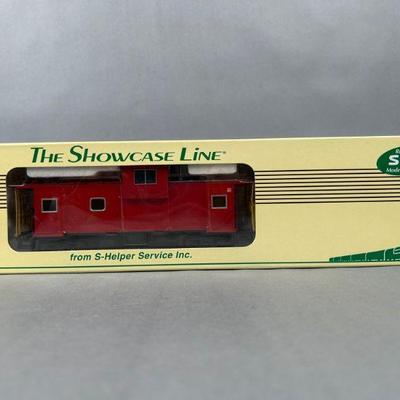 THE SHOWCASE LINE®
S
from S-Helper Service Inc.